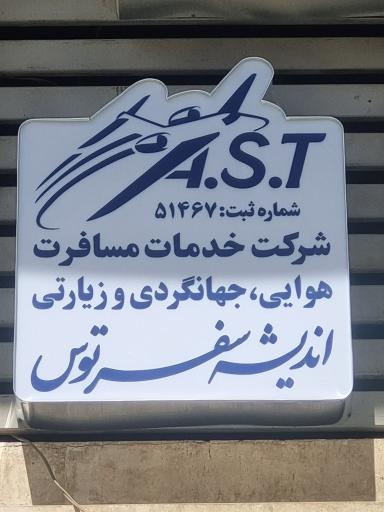 A.S.T
شماره ثبت: ۵۱۴۶۷
شرکت خدمات مسافرت
هوایی، جهانگردی و زیارتی
اندیشه سفر توس